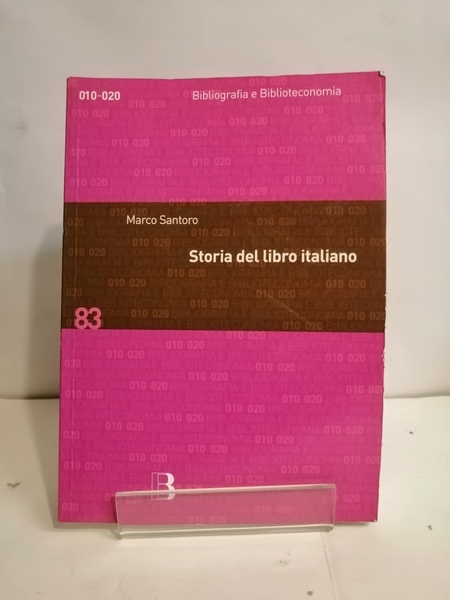 010-020
Bibliografia e Biblioteconomia
Marco Santoro
Storia del libro italiano
83
B